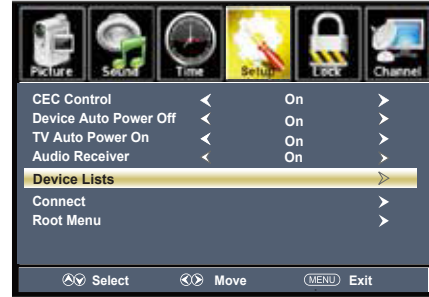 Picture Sound Time Setup Lock Channel
CEC Control On
Device Auto Power Off On
TV Auto Power On On
Audio Receiver On
Device Lists
Connect
Root Menu
Select Move MENU Exit